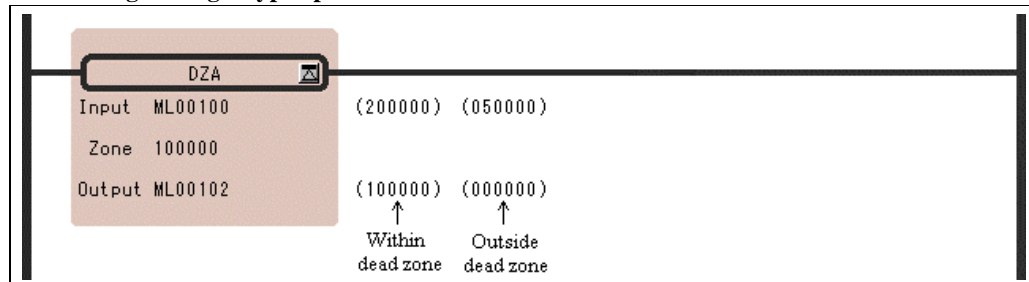 DZA
Input ML00100 (200000) (050000)
Zone 100000
Output ML00102 (100000) (000000)
Within Outside
dead zone dead zone